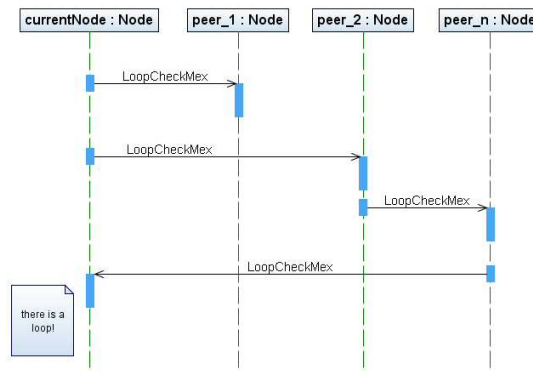 currentNode : Node
peer_1 : Node
peer_2 : Node
peer_n : Node
LoopCheckMex
LoopCheckMex
LoopCheckMex
LoopCheckMex
there is a
loop!